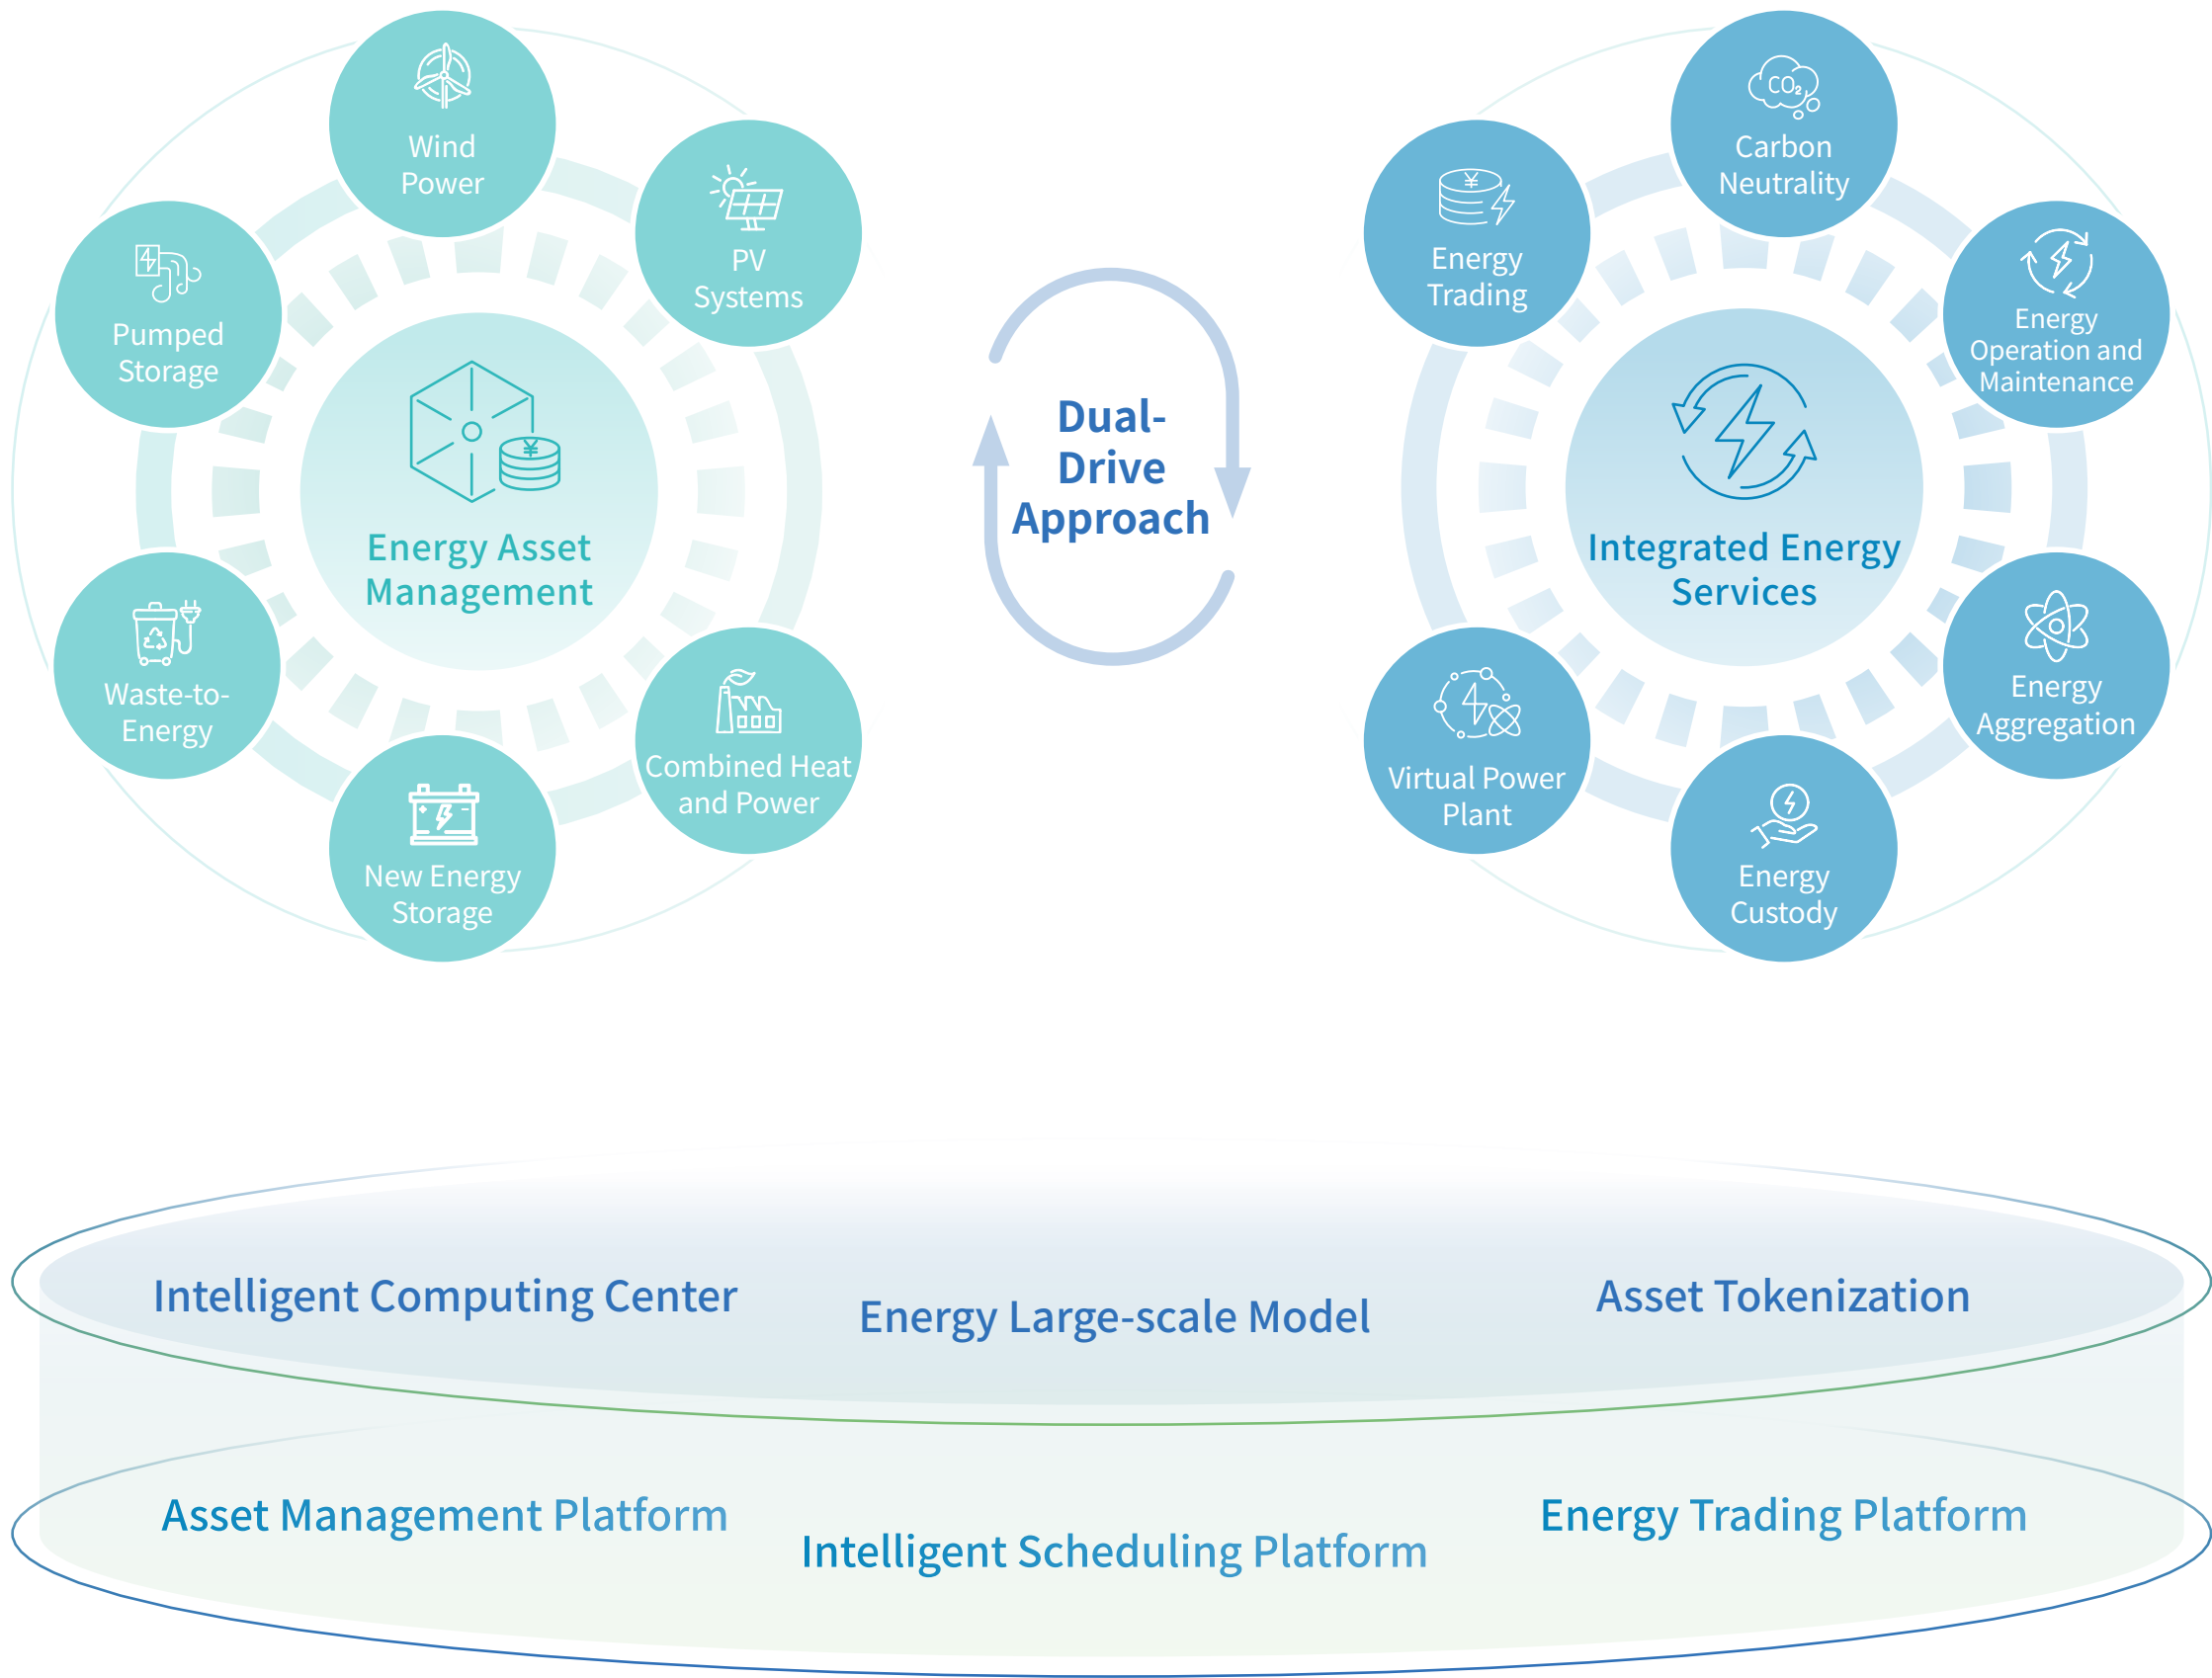 Wind
Power
PV
Systems
Pumped
Storage
¥
Energy Asset
Management
Waste-to-
Energy
Combined Heat
and Power
New Energy
Storage
Dual-
Drive
Approach
CO₂
Carbon
Neutrality
¥
Energy
Trading
Energy
Operation and
Maintenance
Integrated Energy
Services
Energy
Aggregation
Virtual Power
Plant
Energy
Custody
Intelligent Computing Center
Energy Large-scale Model
Asset Tokenization
Asset Management Platform
Intelligent Scheduling Platform
Energy Trading Platform